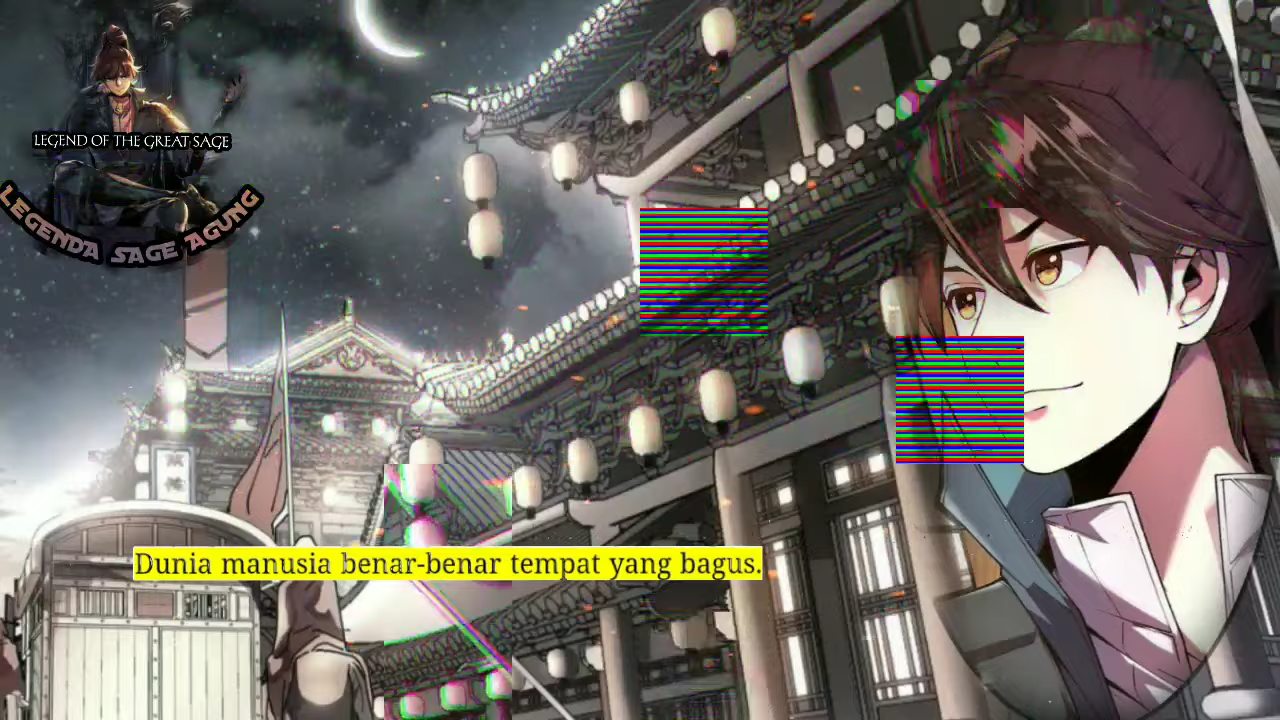 LEGEND OF THE GREAT SAGE
LEGENDA SAGE AGUNG
Dunia manusia benar-benar tempat yang bagus.